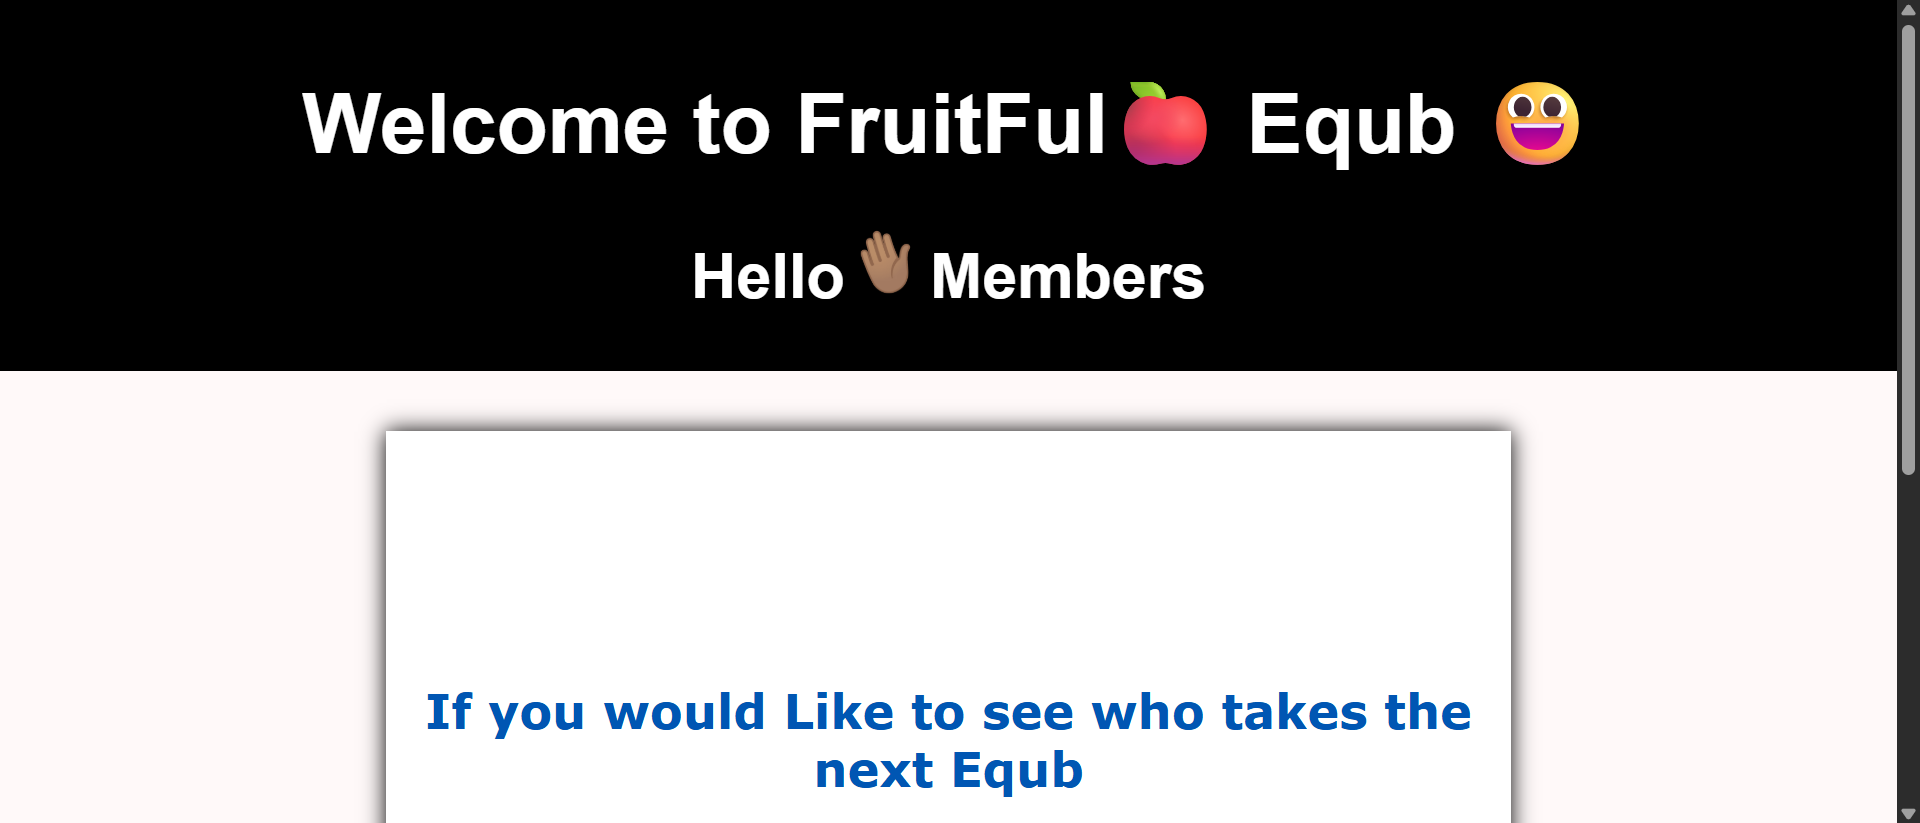 Welcome to FruitFul🍎 Equb 😃
Hello👋🏽 Members
If you would Like to see who takes the
next Equb